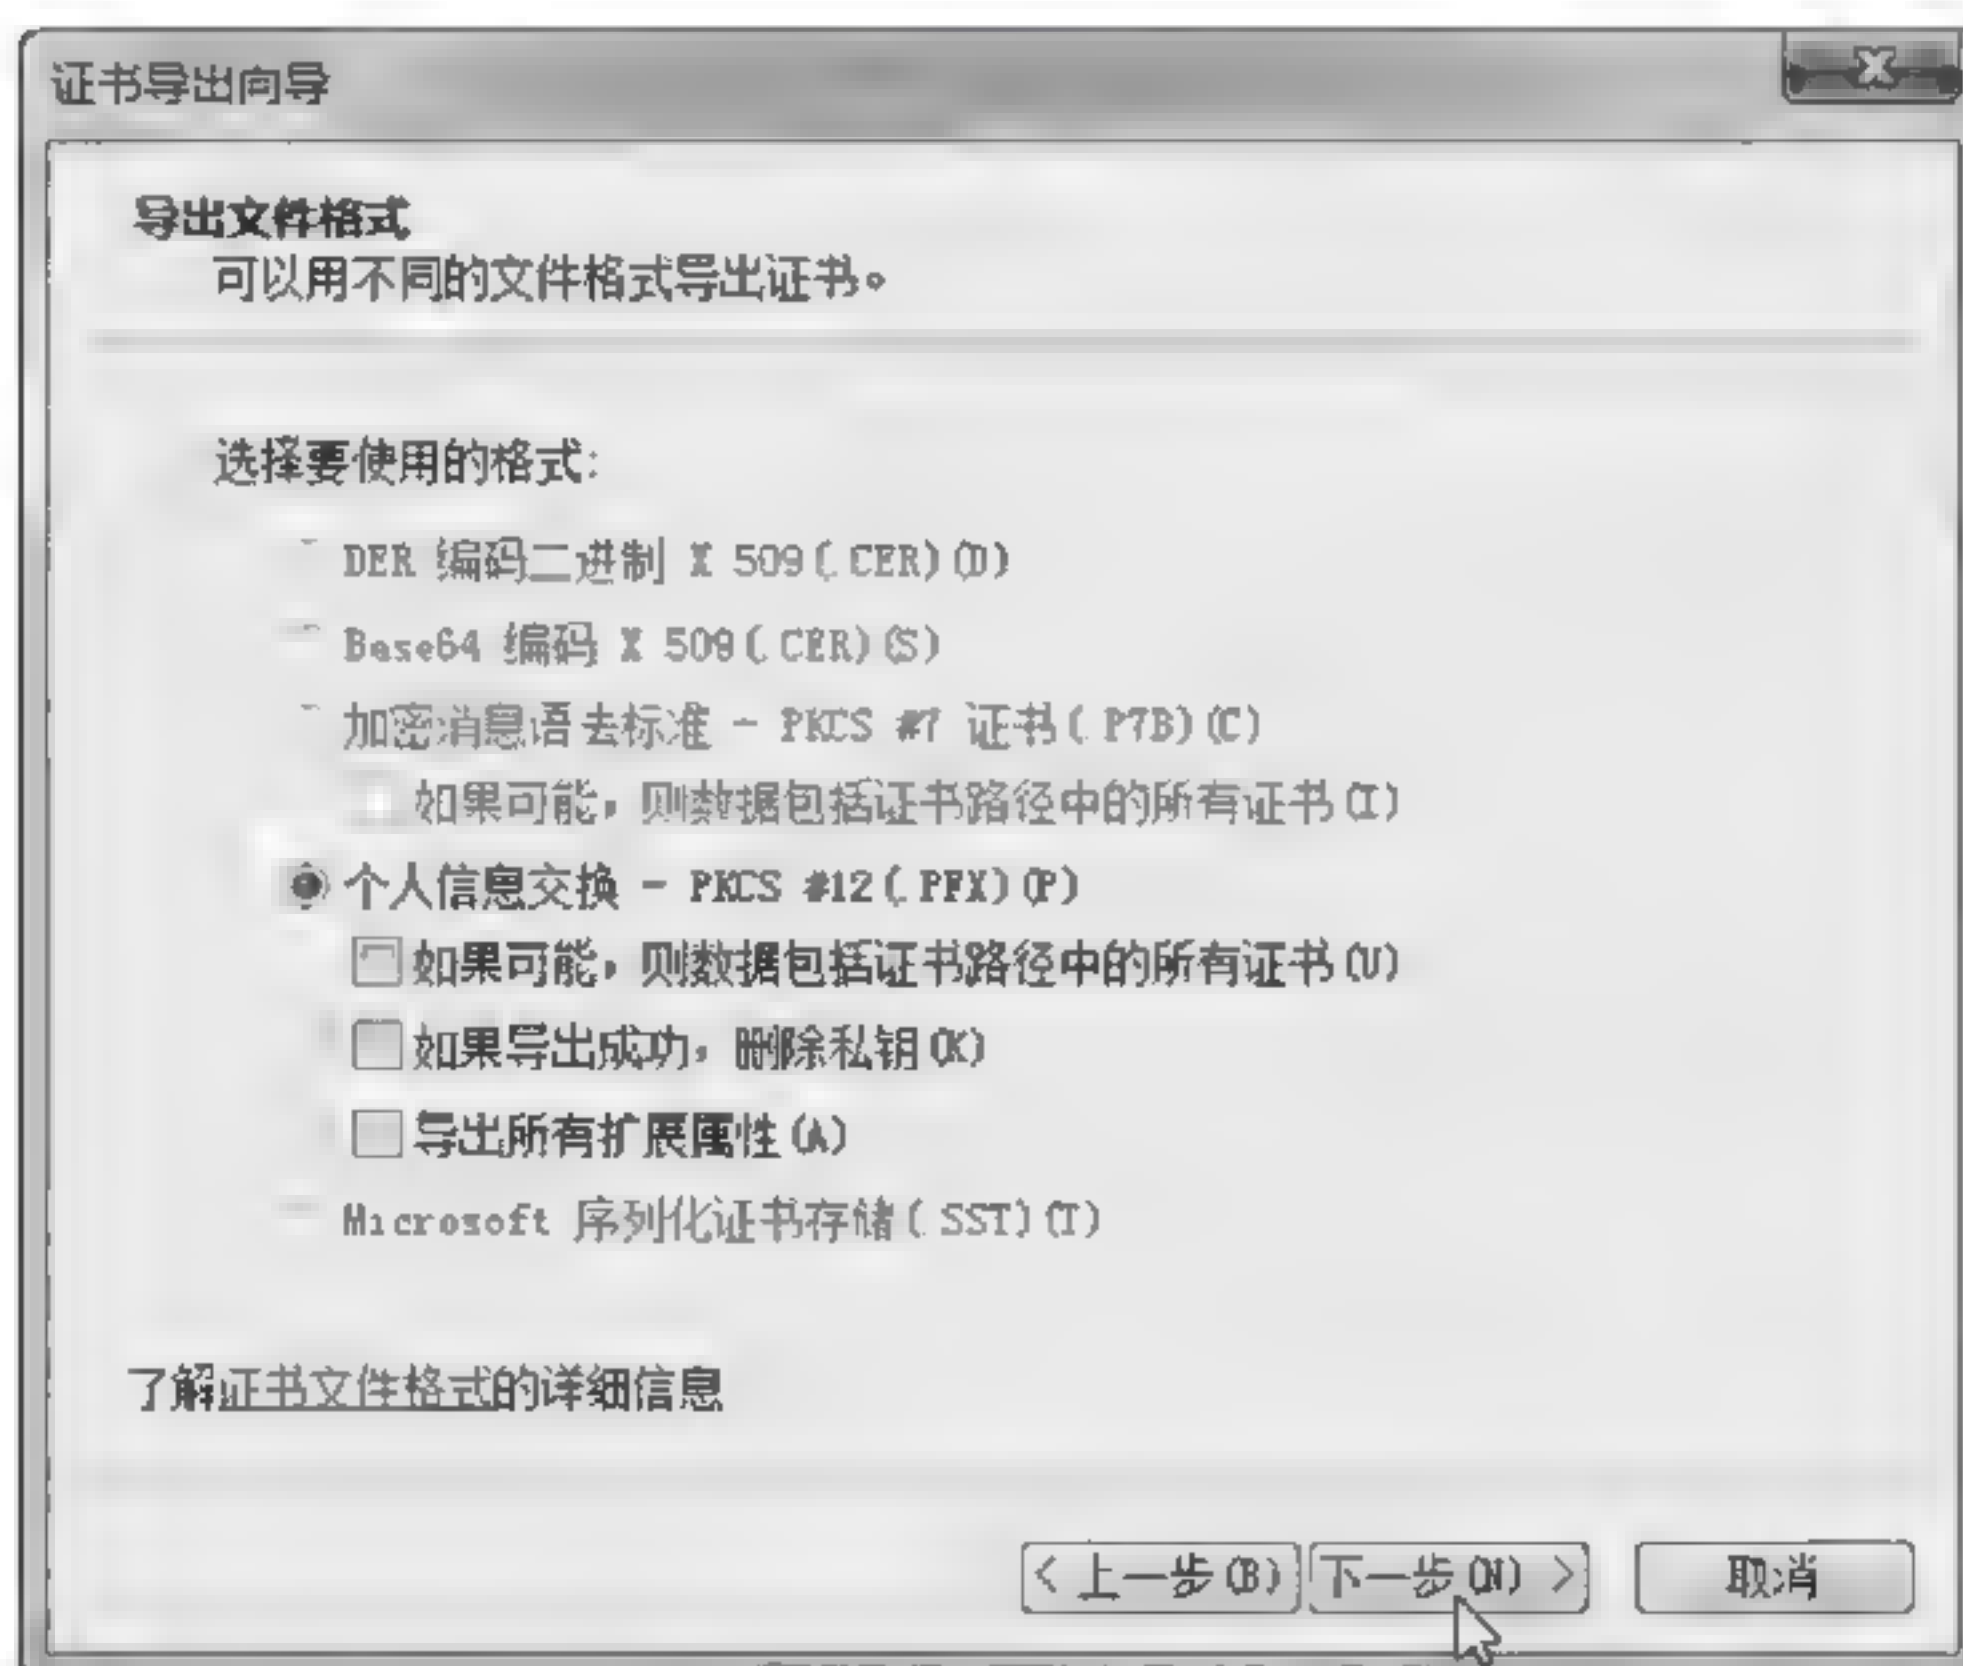 证书导出向导
导出文件格式
可以用不同的文件格式导出证书。
选择要使用的格式:
DER 编码二进制 X 509(.CER)(D)
Base64 编码 X 509(.CER)(S)
加密消息语法标准 - PKCS #7 证书(.P7B)(C)
如果可能，则数据包括证书路径中的所有证书(I)
个人信息交换 - PKCS #12(.PFX)(P)
如果可能，则数据包括证书路径中的所有证书(U)
如果导出成功，删除私钥(K)
导出所有扩展属性(A)
Microsoft 序列化证书存储(.SST)(T)
了解证书文件格式的详细信息
< 上一步(B) 下一步(N) > 取消